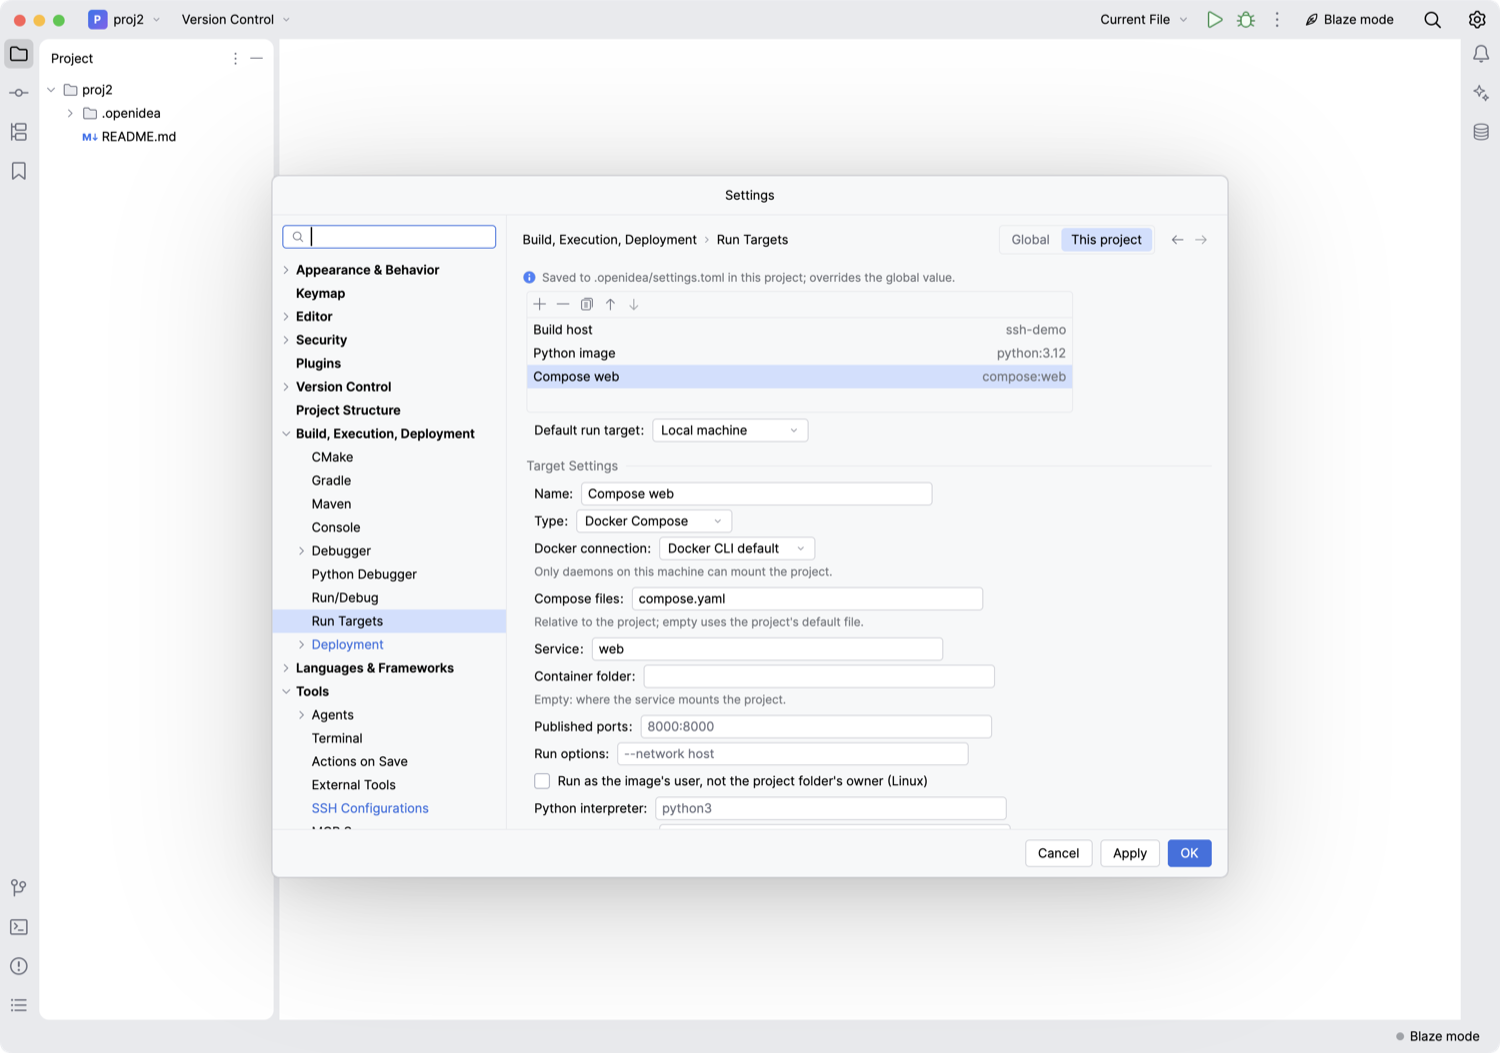 P proj2 Version Control Current File Blaze mode
Project
proj2
.openidea
M↓ README.md
Settings
Appearance & Behavior
Keymap
Editor
Security
Plugins
Version Control
Project Structure
Build, Execution, Deployment
CMake
Gradle
Maven
Console
Debugger
Python Debugger
Run/Debug
Run Targets
Deployment
Languages & Frameworks
Tools
Agents
Terminal
Actions on Save
External Tools
SSH Configurations
Build, Execution, Deployment › Run Targets Global This project
Saved to .openidea/settings.toml in this project; overrides the global value.
Build host ssh-demo
Python image python:3.12
Compose web compose:web
Default run target: Local machine
Target Settings
Name: Compose web
Type: Docker Compose
Docker connection: Docker CLI default
Only daemons on this machine can mount the project.
Compose files: compose.yaml
Relative to the project; empty uses the project's default file.
Service: web
Container folder:
Empty: where the service mounts the project.
Published ports: 8000:8000
Run options: --network host
Run as the image's user, not the project folder's owner (Linux)
Python interpreter: python3
Cancel Apply OK
Blaze mode